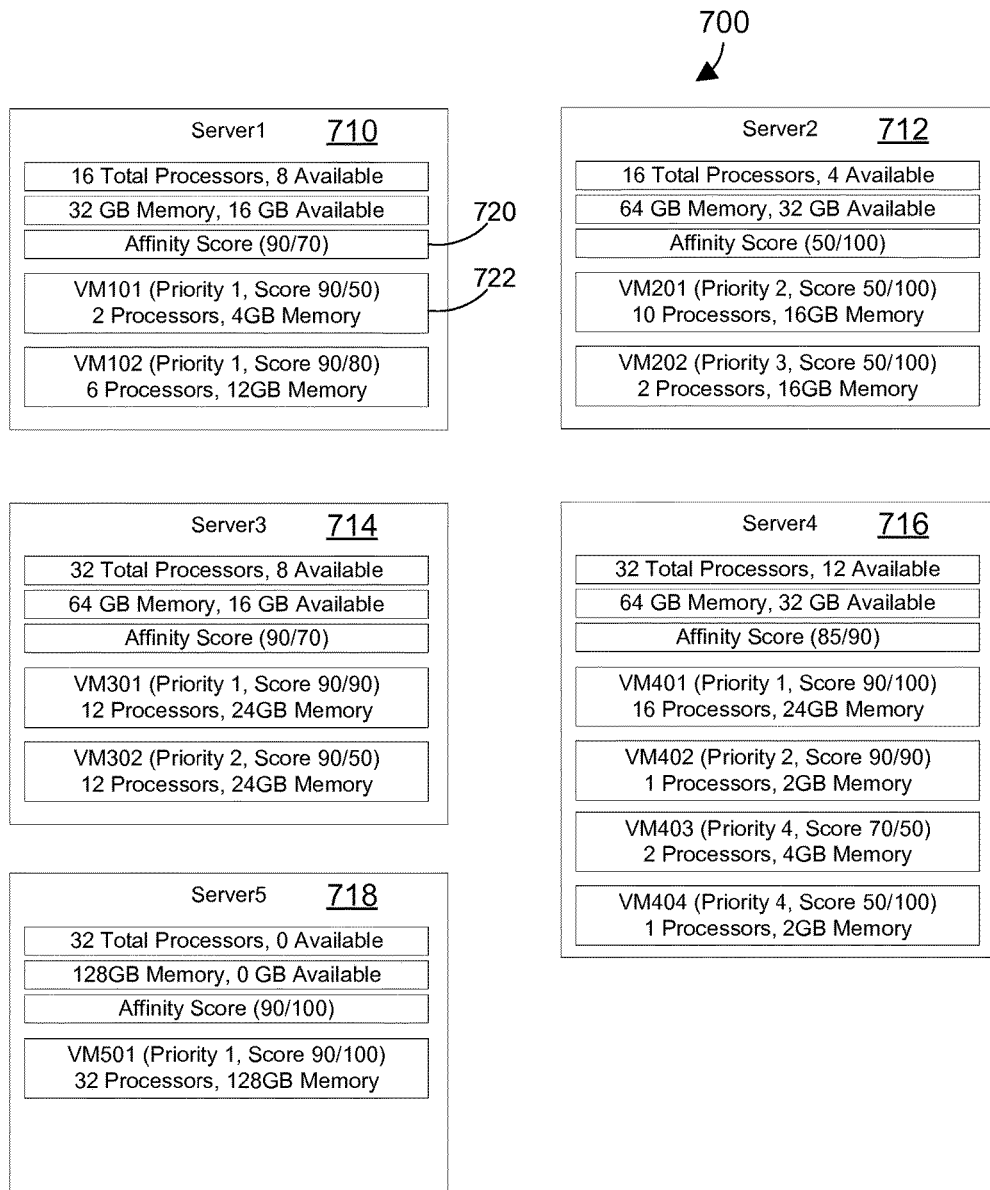 700
Server1 710
16 Total Processors, 8 Available
32 GB Memory, 16 GB Available
Affinity Score (90/70)
720
VM101 (Priority 1, Score 90/50)
2 Processors, 4GB Memory
722
VM102 (Priority 1, Score 90/80)
6 Processors, 12GB Memory
Server2 712
16 Total Processors, 4 Available
64 GB Memory, 32 GB Available
Affinity Score (50/100)
VM201 (Priority 2, Score 50/100)
10 Processors, 16GB Memory
VM202 (Priority 3, Score 50/100)
2 Processors, 16GB Memory
Server3 714
32 Total Processors, 8 Available
64 GB Memory, 16 GB Available
Affinity Score (90/70)
VM301 (Priority 1, Score 90/90)
12 Processors, 24GB Memory
VM302 (Priority 2, Score 90/50)
12 Processors, 24GB Memory
Server4 716
32 Total Processors, 12 Available
64 GB Memory, 32 GB Available
Affinity Score (85/90)
VM401 (Priority 1, Score 90/100)
16 Processors, 24GB Memory
VM402 (Priority 2, Score 90/90)
1 Processors, 2GB Memory
VM403 (Priority 4, Score 70/50)
2 Processors, 4GB Memory
VM404 (Priority 4, Score 50/100)
1 Processors, 2GB Memory
Server5 718
32 Total Processors, 0 Available
128GB Memory, 0 GB Available
Affinity Score (90/100)
VM501 (Priority 1, Score 90/100)
32 Processors, 128GB Memory